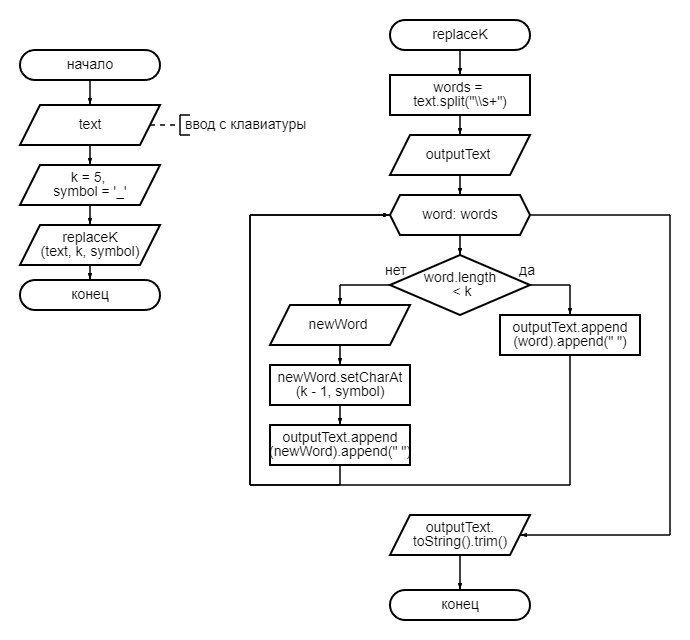 начало
text
ввод с клавиатуры
k = 5,
symbol = '_'
replaceK
(text, k, symbol)
конец
replaceK
words =
text.split("\\s+")
outputText
word: words
нет
word.length
< k
да
newWord
newWord.setCharAt
(k - 1, symbol)
outputText.append
(newWord).append(" ")
outputText.append
(word).append(" ")
outputText.
toString().trim()
конец